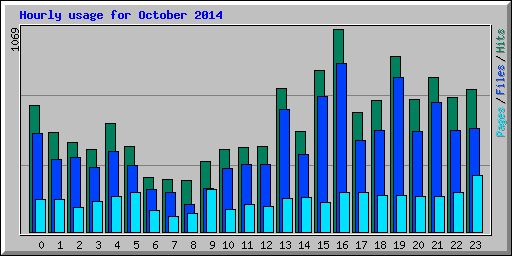 Hourly usage for October 2014
1069
Pages / Files / Hits
0 1 2 3 4 5 6 7 8 9 10 11 12 13 14 15 16 17 18 19 20 21 22 23